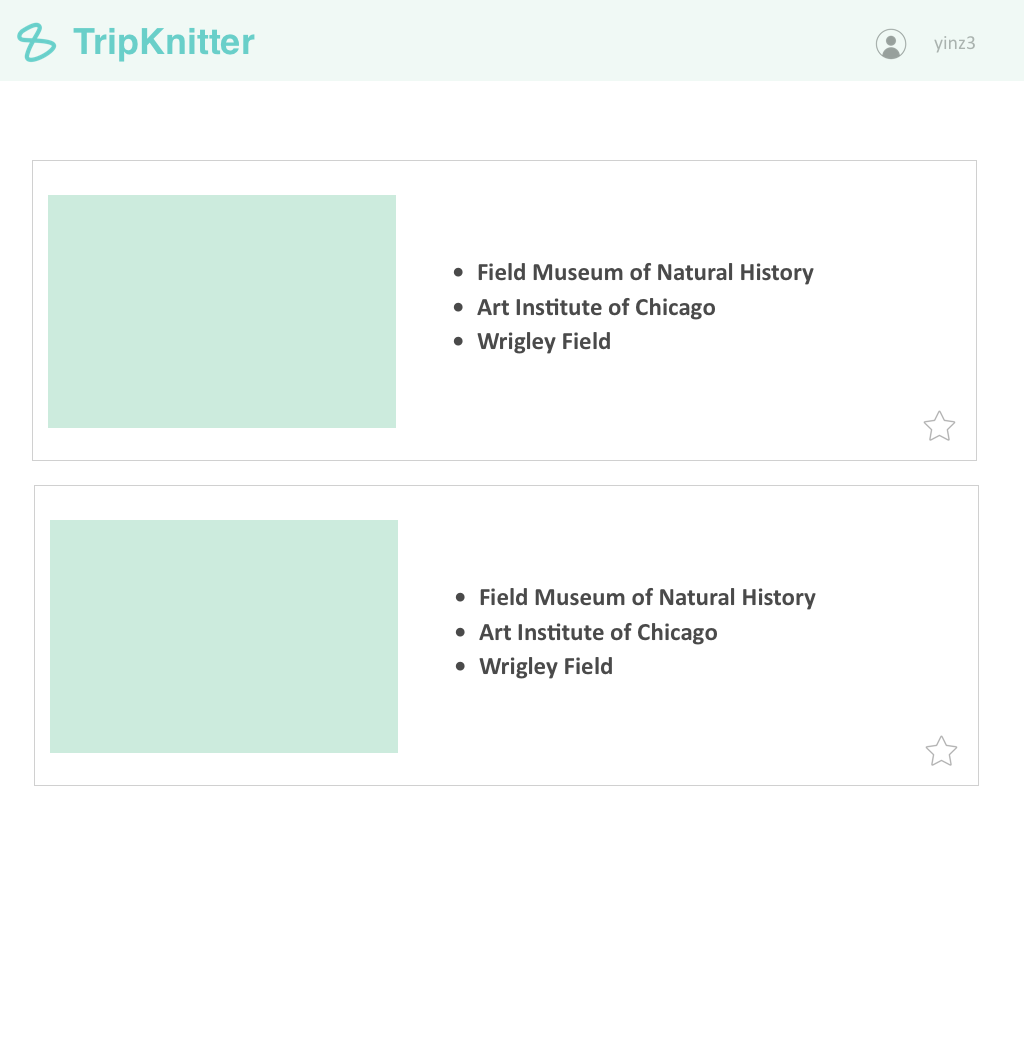 TripKnitter
yinz3
• Field Museum of Natural History
• Art Institute of Chicago
• Wrigley Field
• Field Museum of Natural History
• Art Institute of Chicago
• Wrigley Field